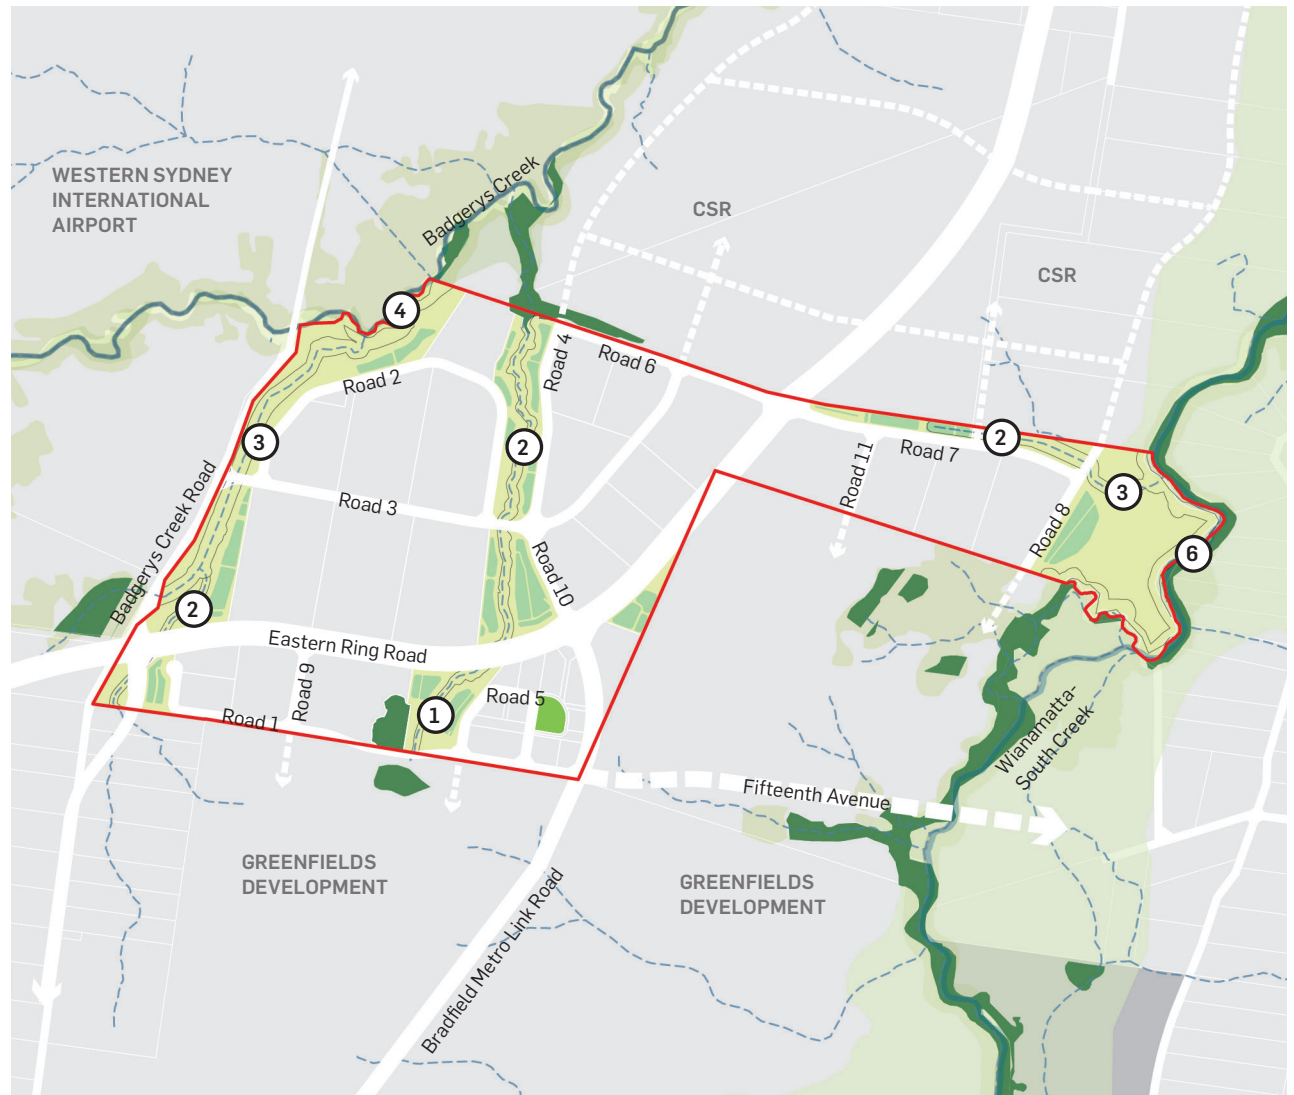 WESTERN SYDNEY
INTERNATIONAL
AIRPORT
Badgerys Creek
CSR
CSR
4
Road 2
Road 4
Road 6
3
2
2
Road 7
Road 11
3
Road 3
Badgerys Creek Road
Road 8
6
Road 10
2
Eastern Ring Road
Road 9
Road 1
1
Road 5
Wianamatta-
South Creek
Fifteenth Avenue
GREENFIELDS
DEVELOPMENT
GREENFIELDS
DEVELOPMENT
Bradfield Metro Link Road